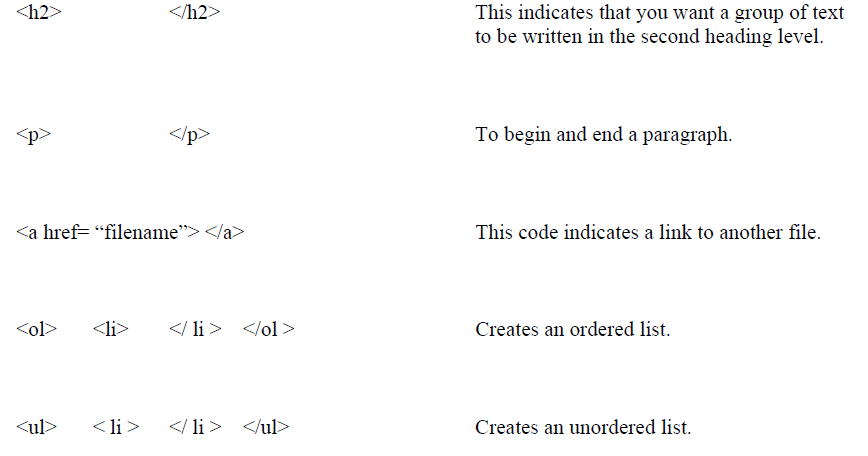 <h2> </h2> This indicates that you want a group of text
to be written in the second heading level.
<p> </p> To begin and end a paragraph.
<a href= “filename”> </a> This code indicates a link to another file.
<ol> <li> </ li > </ol > Creates an ordered list.
<ul> < li > </ li > </ul> Creates an unordered list.